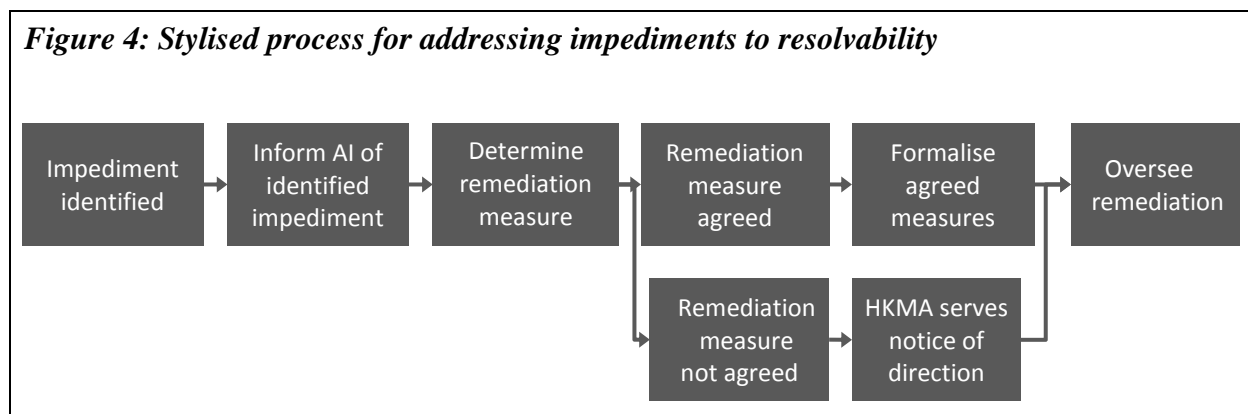 Figure 4: Stylised process for addressing impediments to resolvability
Impediment
identified
Inform AI of
identified
impediment
Determine
remediation
measure
Remediation
measure
agreed
Formalise
agreed
measures
Oversee
remediation
Remediation
measure
not agreed
HKMA serves
notice of
direction